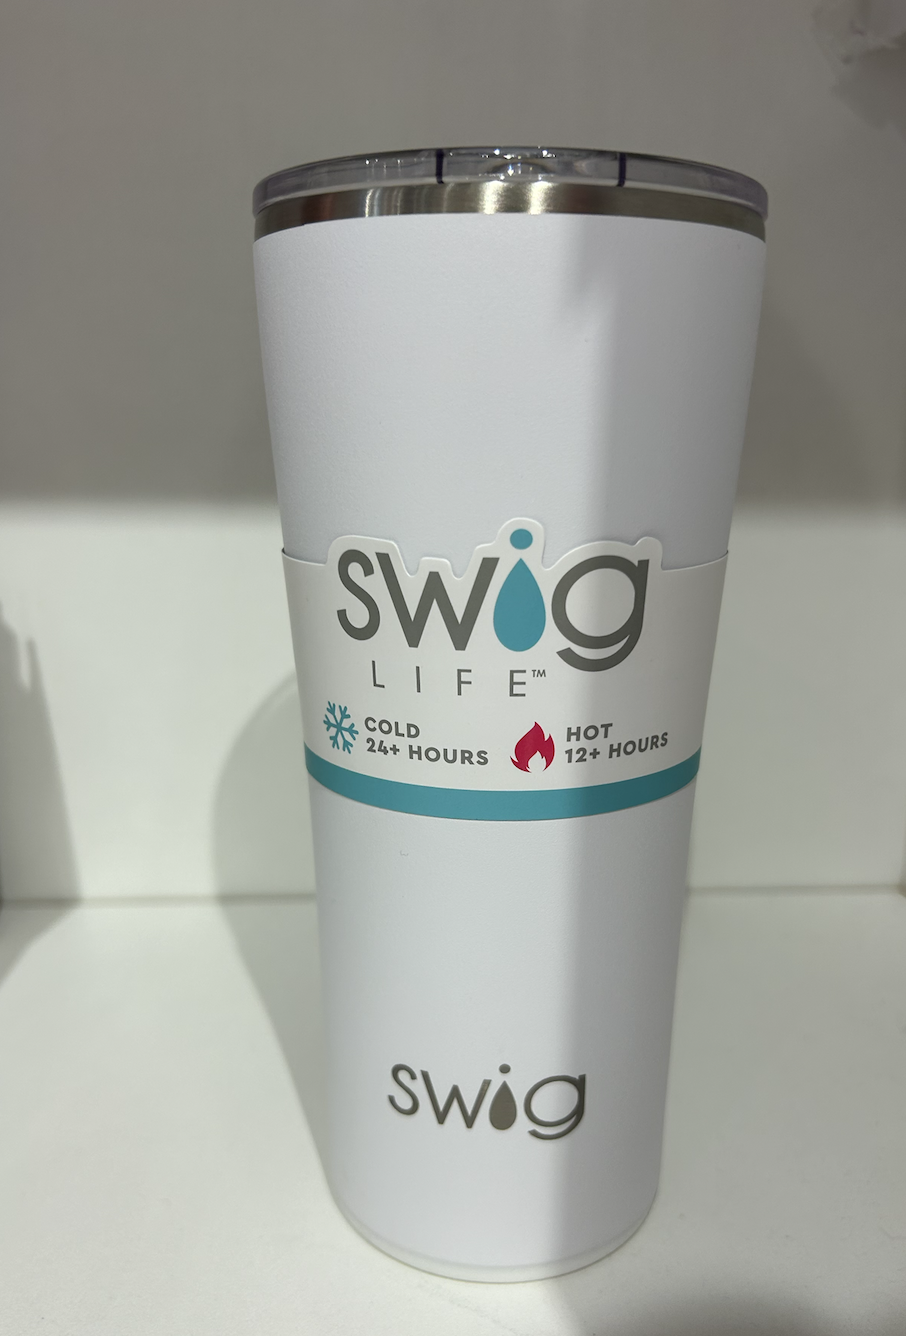 swig
LIFE™
COLD
24+ HOURS
HOT
12+ HOURS
swig